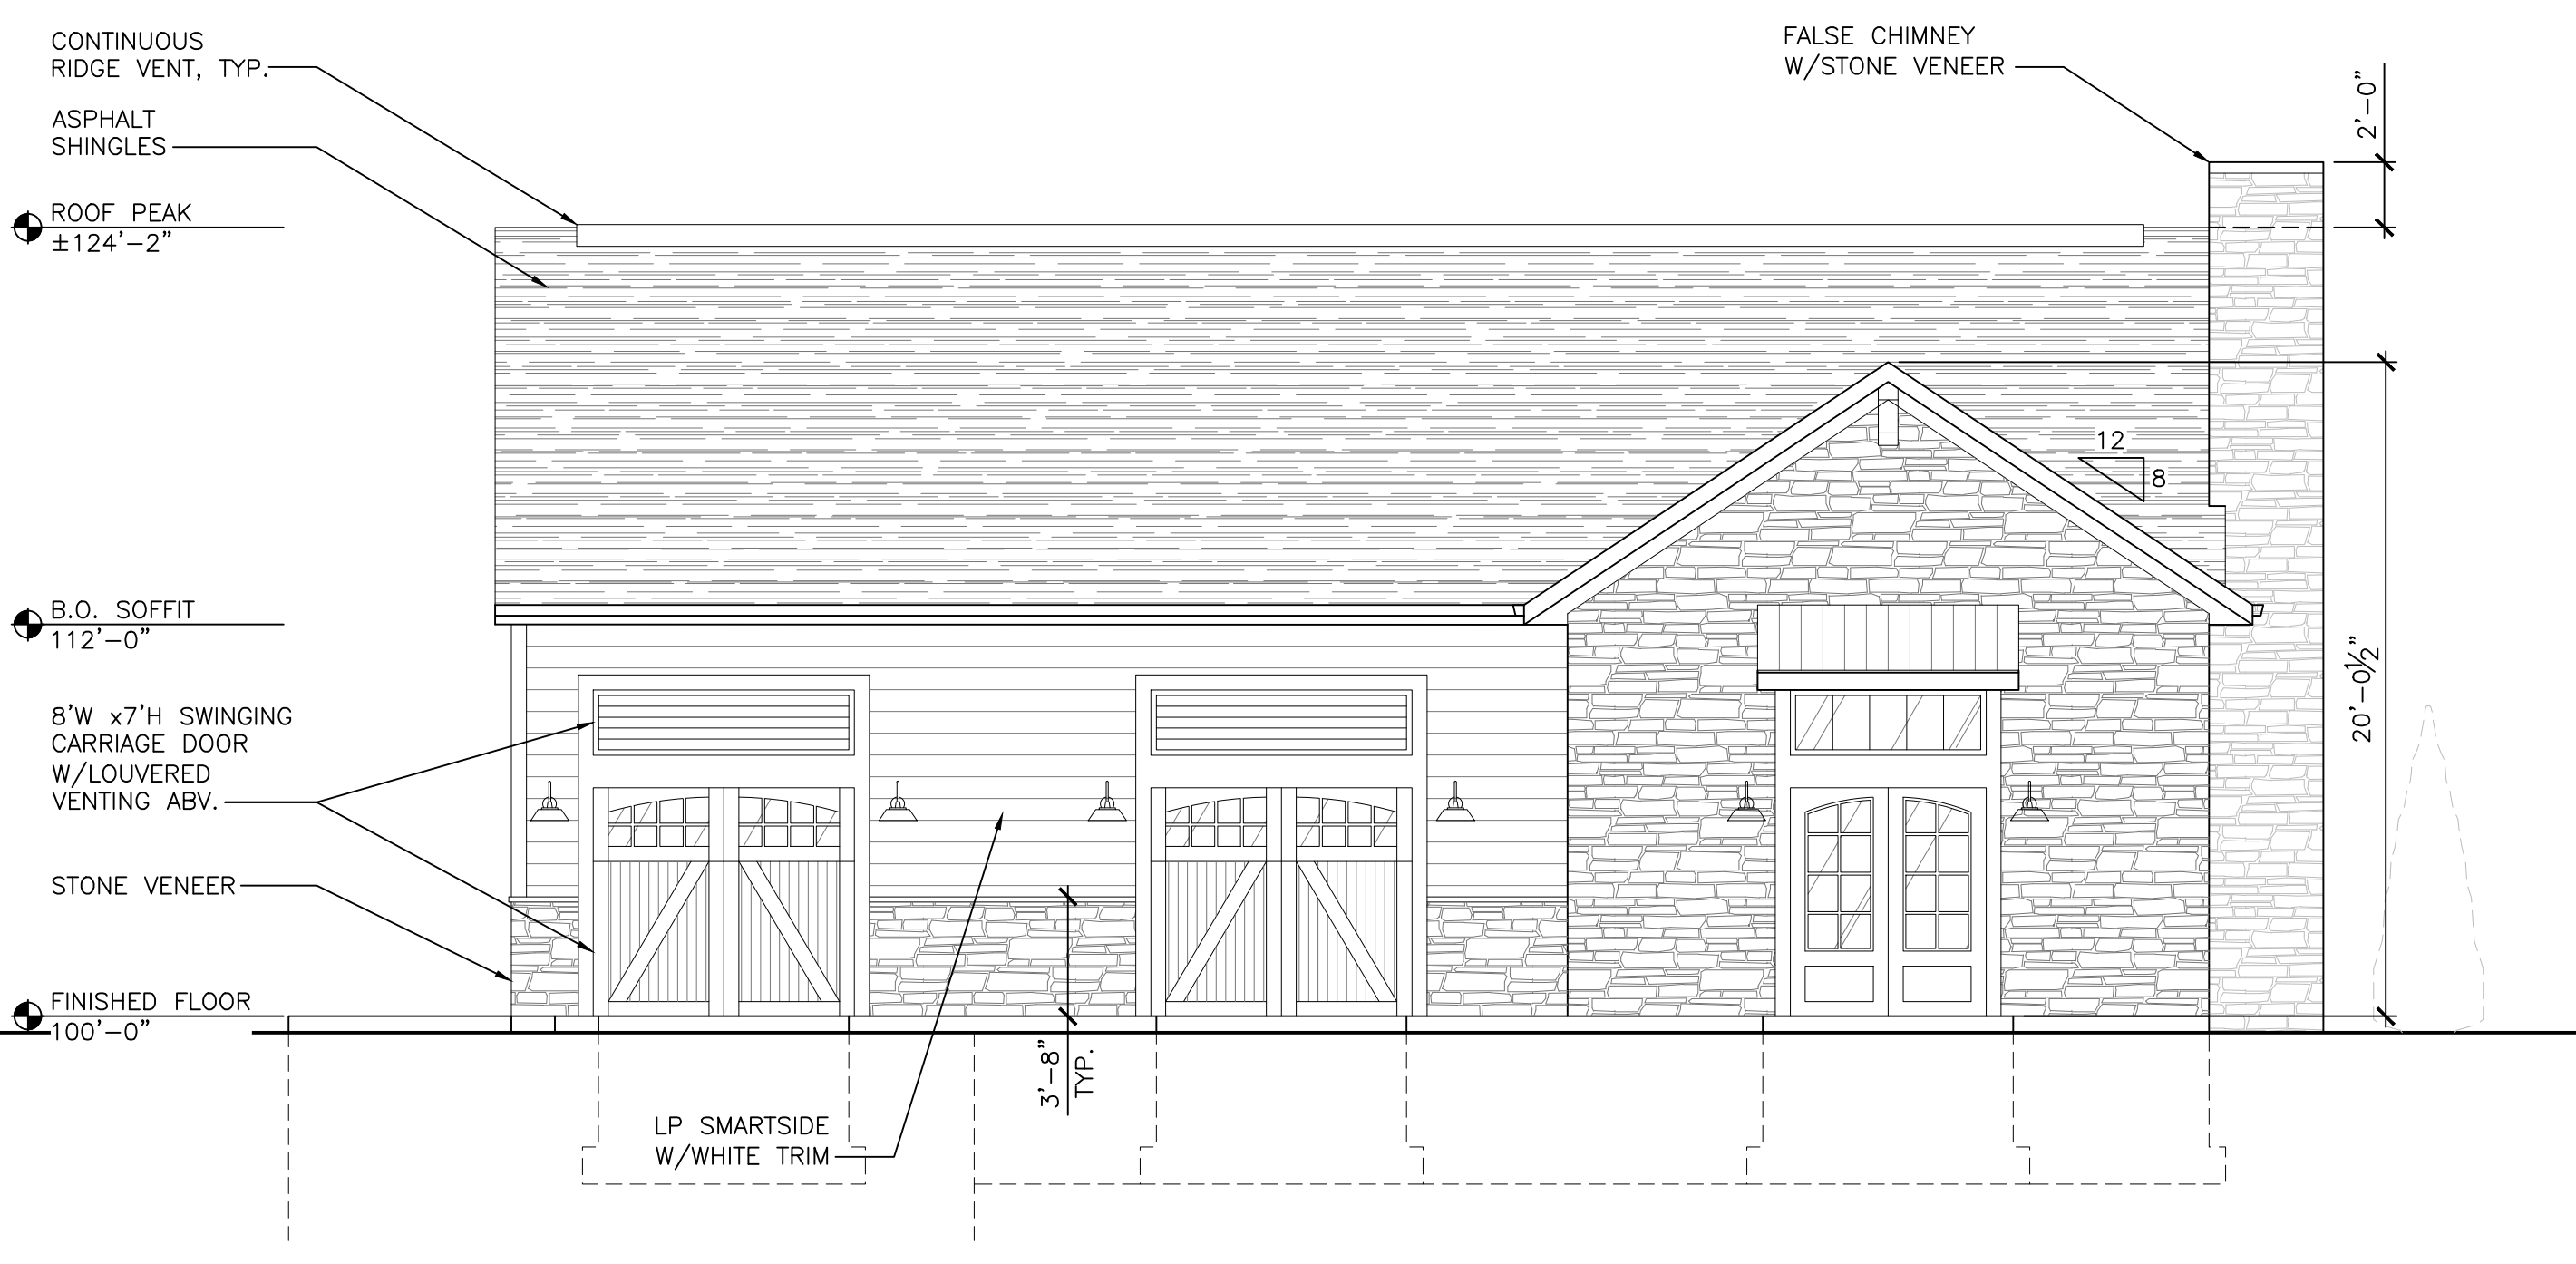 CONTINUOUS
RIDGE VENT, TYP.
ASPHALT
SHINGLES
ROOF PEAK
±124'-2"
B.O. SOFFIT
112'-0"
8'W x7'H SWINGING
CARRIAGE DOOR
W/LOUVERED
VENTING ABV.
STONE VENEER
FINISHED FLOOR
100'-0"
LP SMARTSIDE
W/WHITE TRIM
3'-8"
TYP.
FALSE CHIMNEY
W/STONE VENEER
2'-0"
12
8
20'-0½"